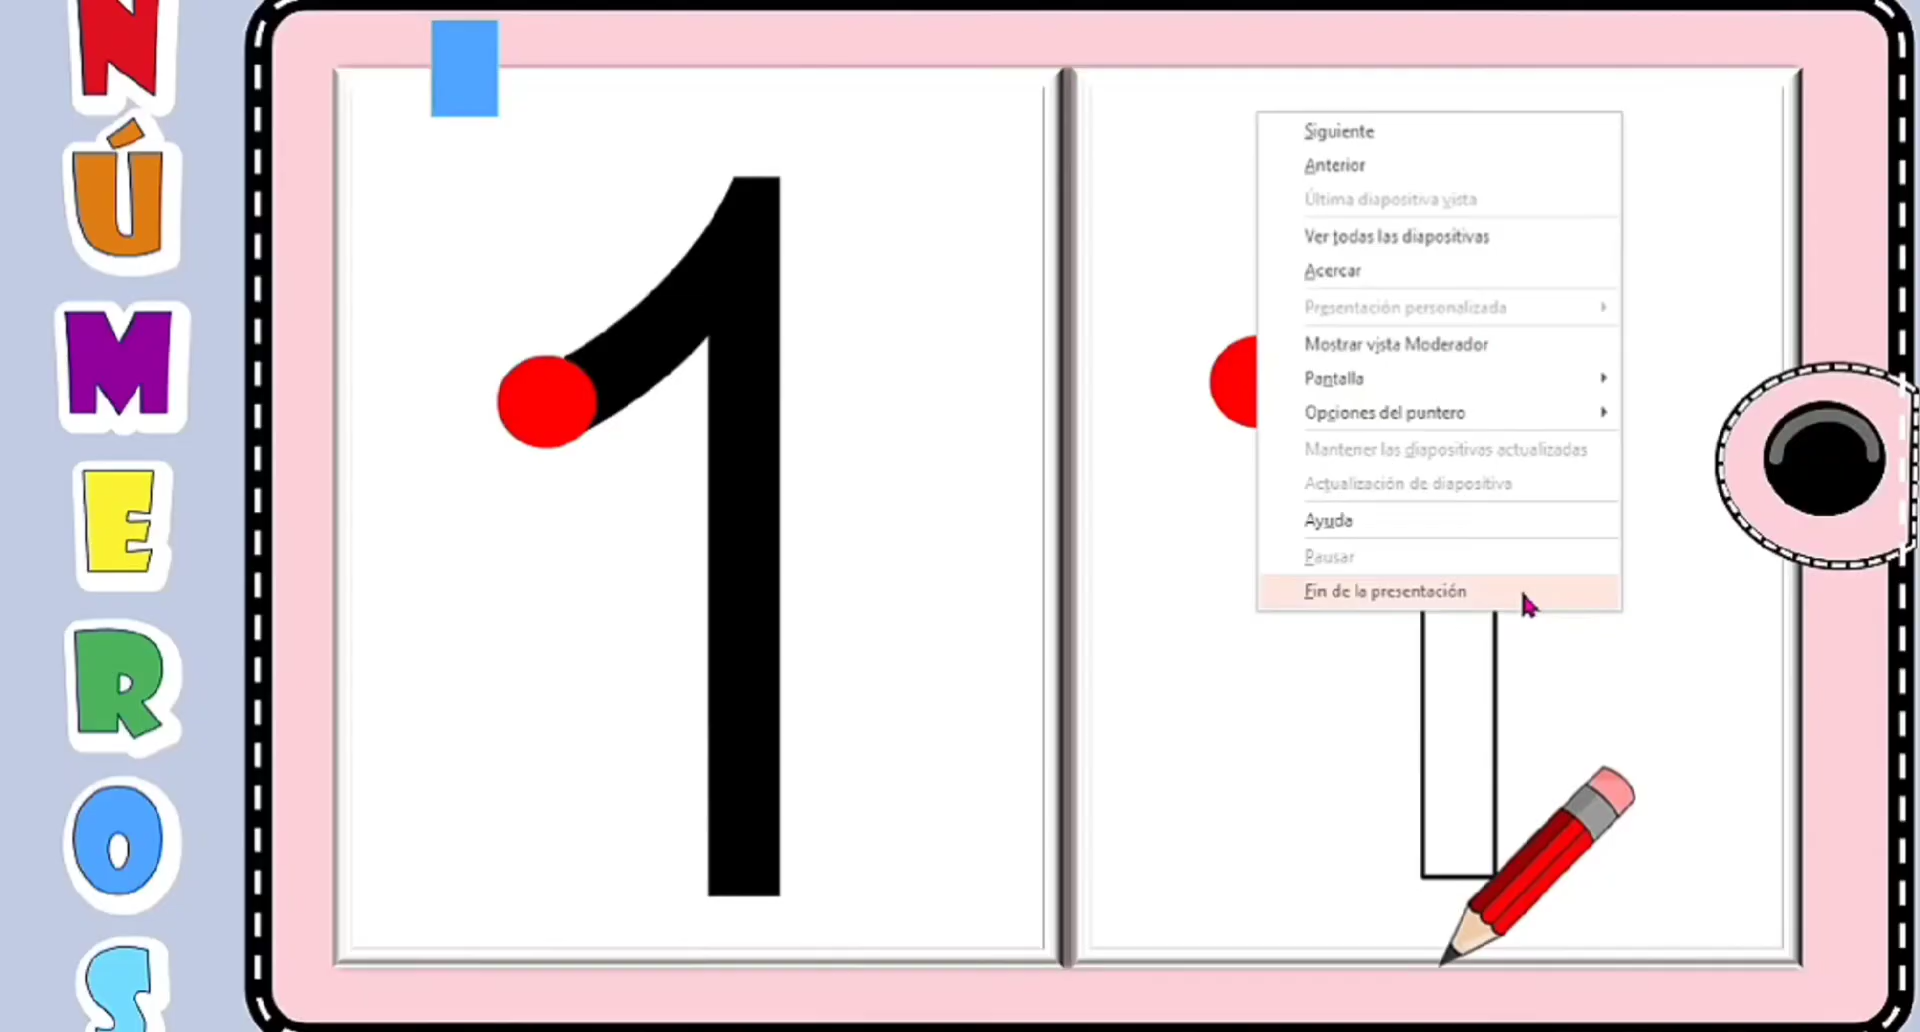 NÚMEROS
1
Siguiente
Anterior
Última diapositiva vista
Ver todas las diapositivas
Acercar
Presentación personalizada
Mostrar vista Moderador
Pantalla
Opciones del puntero
Mantener las diapositivas actualizadas
Actualización de diapositiva
Ayuda
Pausar
Fin de la presentación